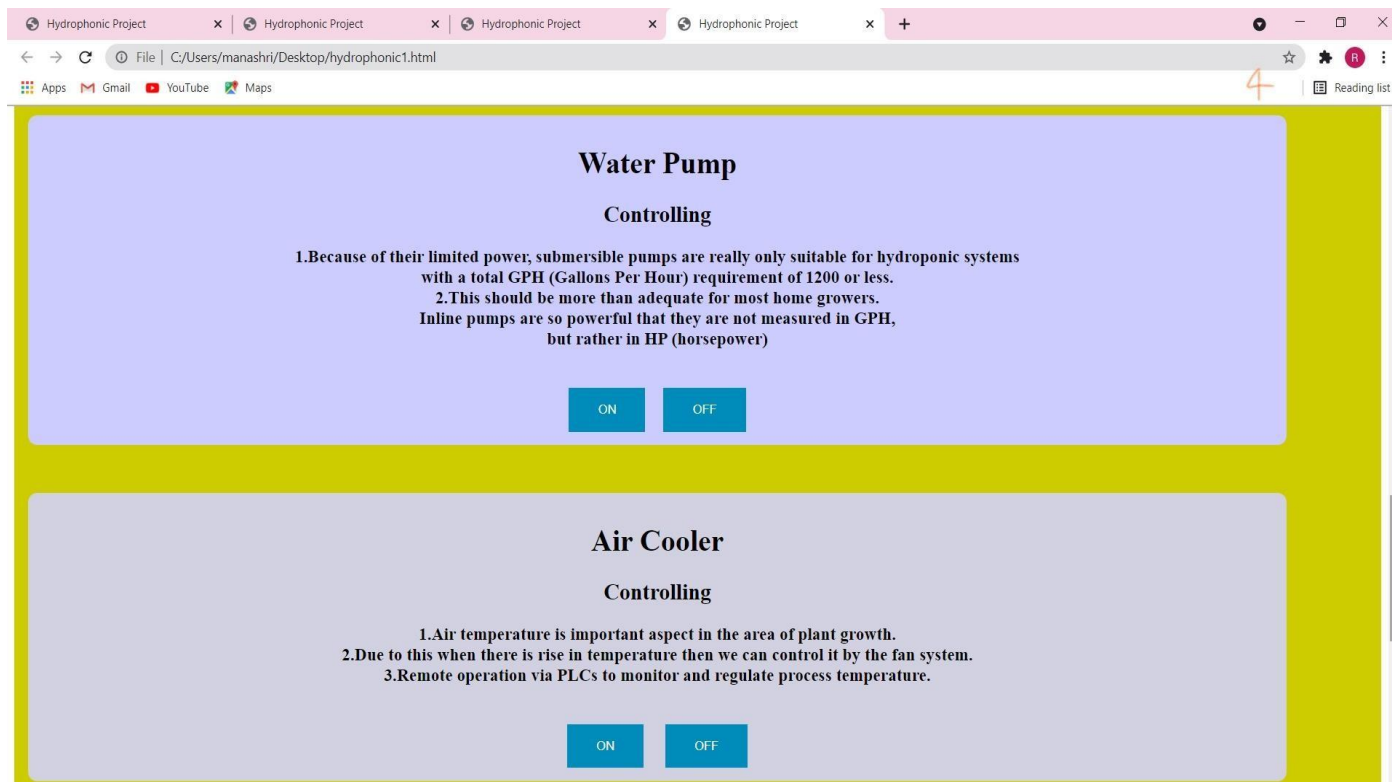 Hydrophonic Project
Hydrophonic Project
Hydrophonic Project
Hydrophonic Project
File | C:/Users/manashri/Desktop/hydrophonic1.html
R
Apps Gmail YouTube Maps
4
Reading list
Water Pump
Controlling
1.Because of their limited power, submersible pumps are really only suitable for hydroponic systems
with a total GPH (Gallons Per Hour) requirement of 1200 or less.
2.This should be more than adequate for most home growers.
Inline pumps are so powerful that they are not measured in GPH,
but rather in HP (horsepower)
ON OFF
Air Cooler
Controlling
1.Air temperature is important aspect in the area of plant growth.
2.Due to this when there is rise in temperature then we can control it by the fan system.
3.Remote operation via PLCs to monitor and regulate process temperature.
ON OFF